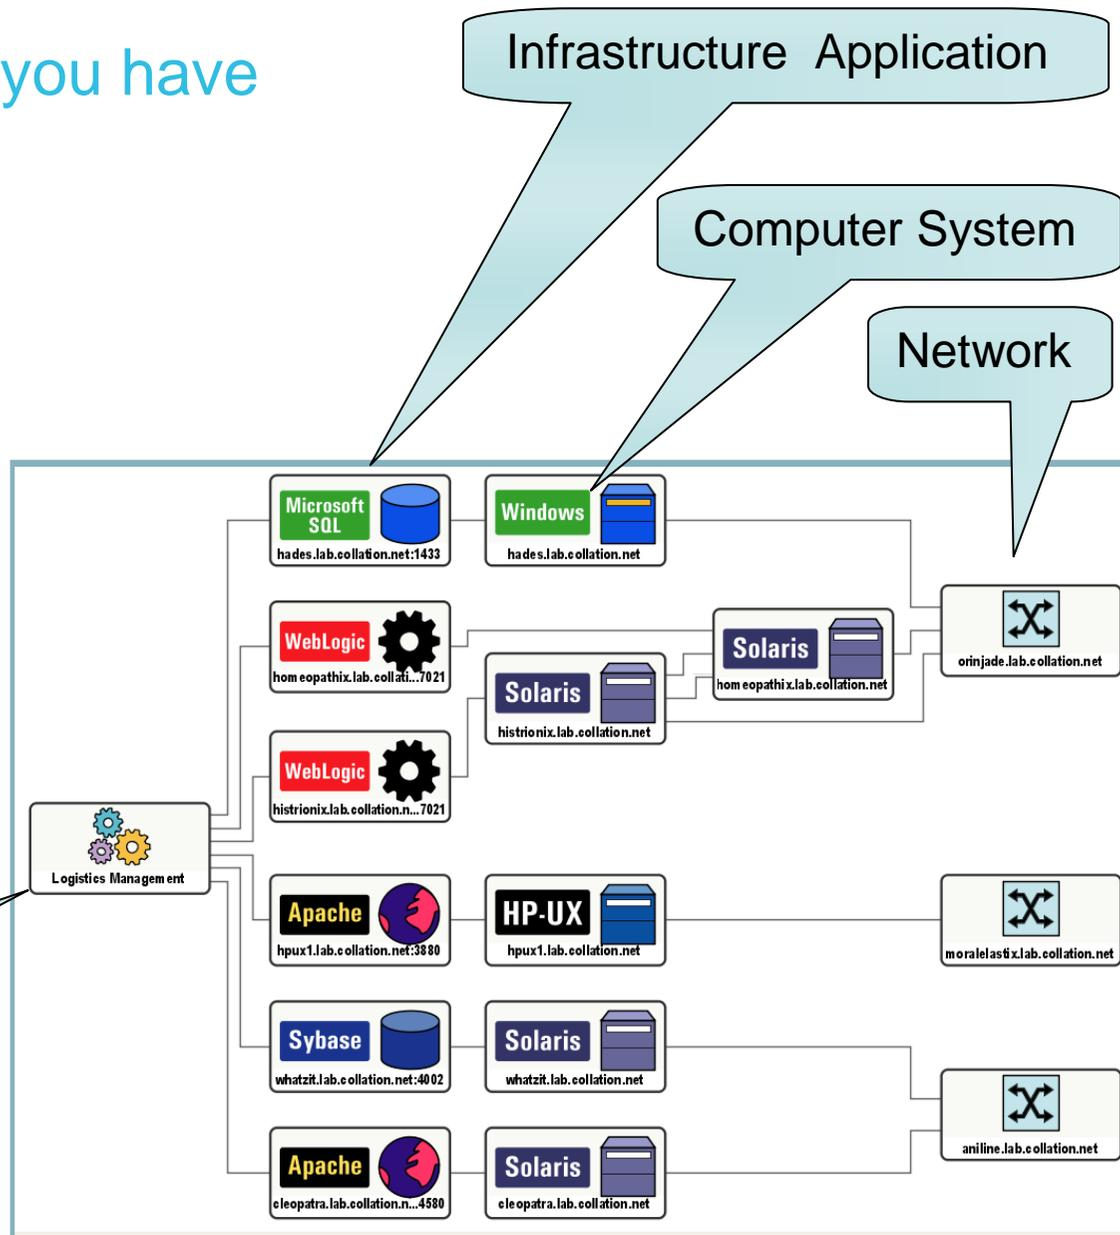 you have
Infrastructure Application
Computer System
Network
Microsoft
SQL
hades.lab.collation.net:1433
Windows
hades.lab.collation.net
WebLogic
homeopathix.lab.collati...7021
Solaris
homeopathix.lab.collation.net
orinjade.lab.collation.net
Solaris
histrionix.lab.collation.net
WebLogic
histrionix.lab.collation.n...7021
Logistics Management
Apache
hpux1.lab.collation.net:3880
HP-UX
hpux1.lab.collation.net
moralelastix.lab.collation.net
Sybase
whatzit.lab.collation.net:4002
Solaris
whatzit.lab.collation.net
aniline.lab.collation.net
Apache
cleopatra.lab.collation.n...4580
Solaris
cleopatra.lab.collation.net